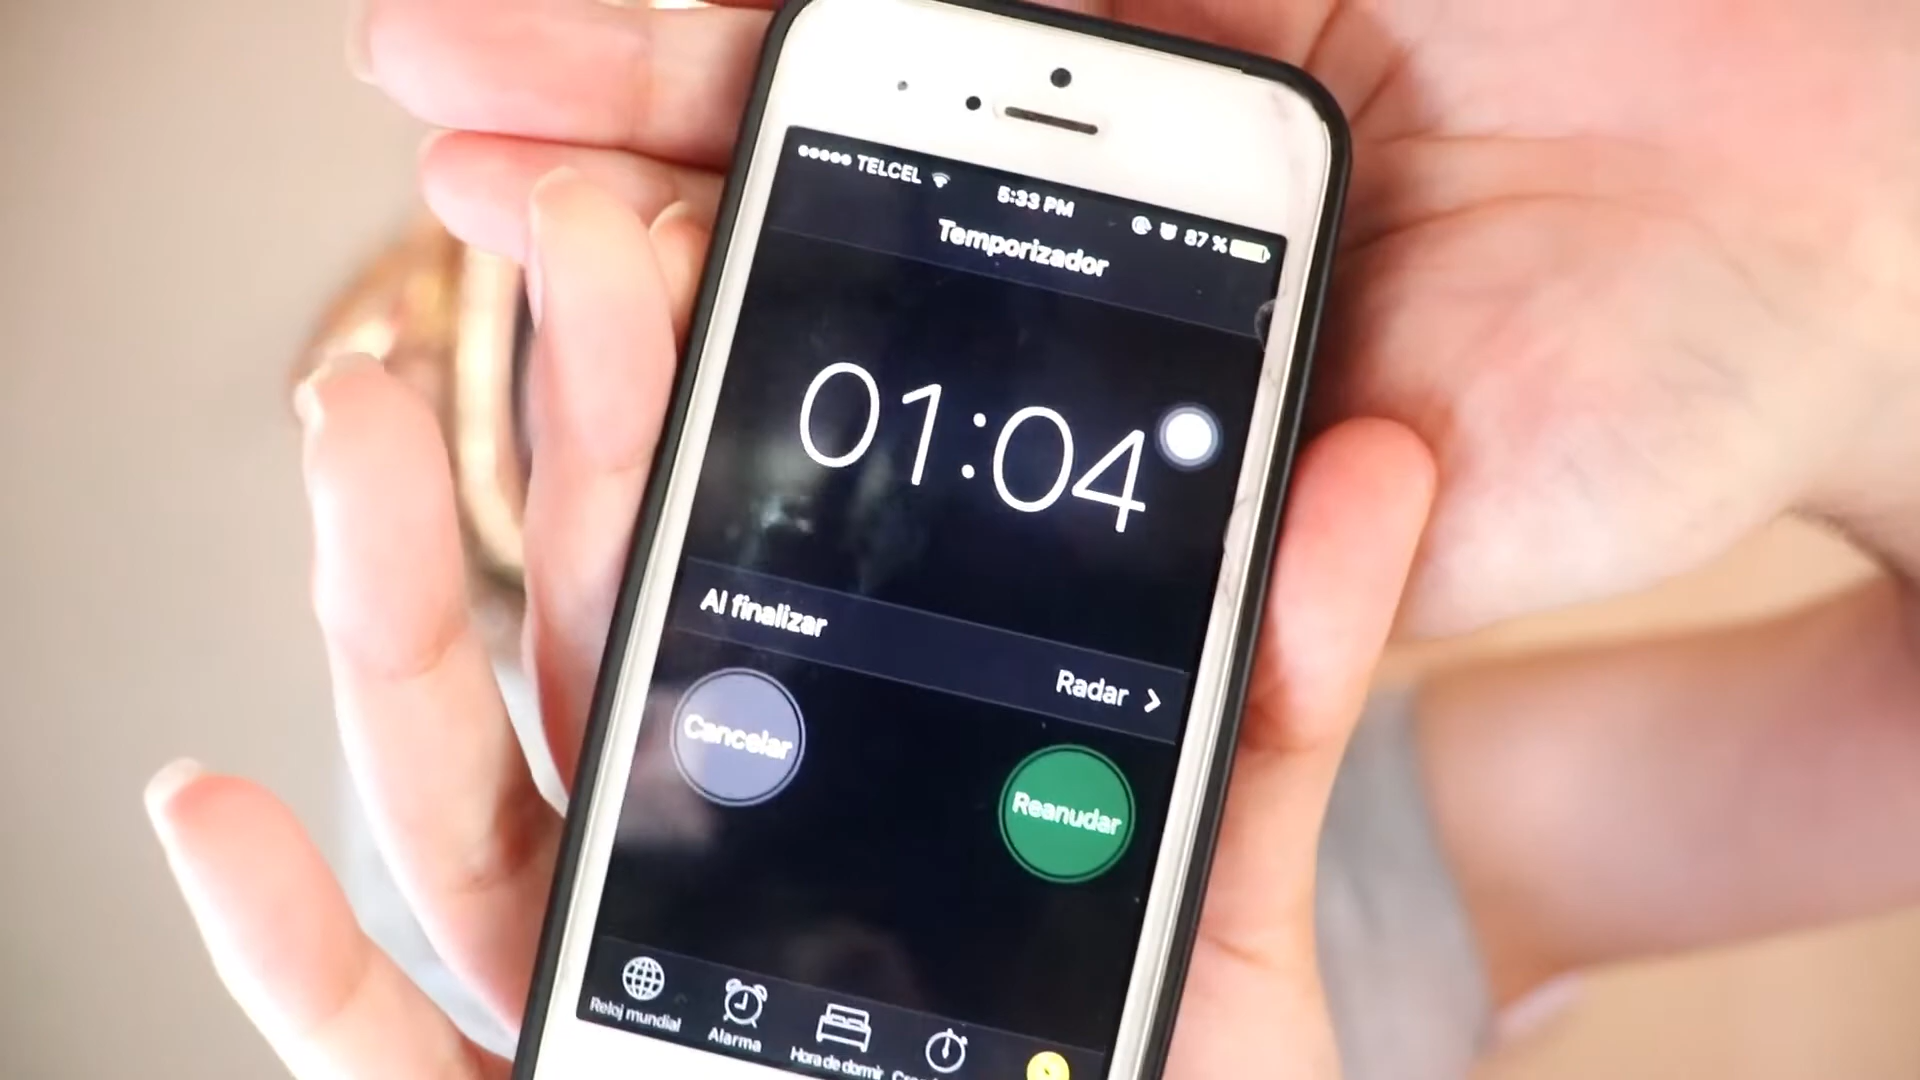 TELCEL 5:33 PM 87 %
Temporizador
01:04
Al finalizar
Radar
Cancelar
Reanudar
Reloj mundial
Alarma
Hora de dormir